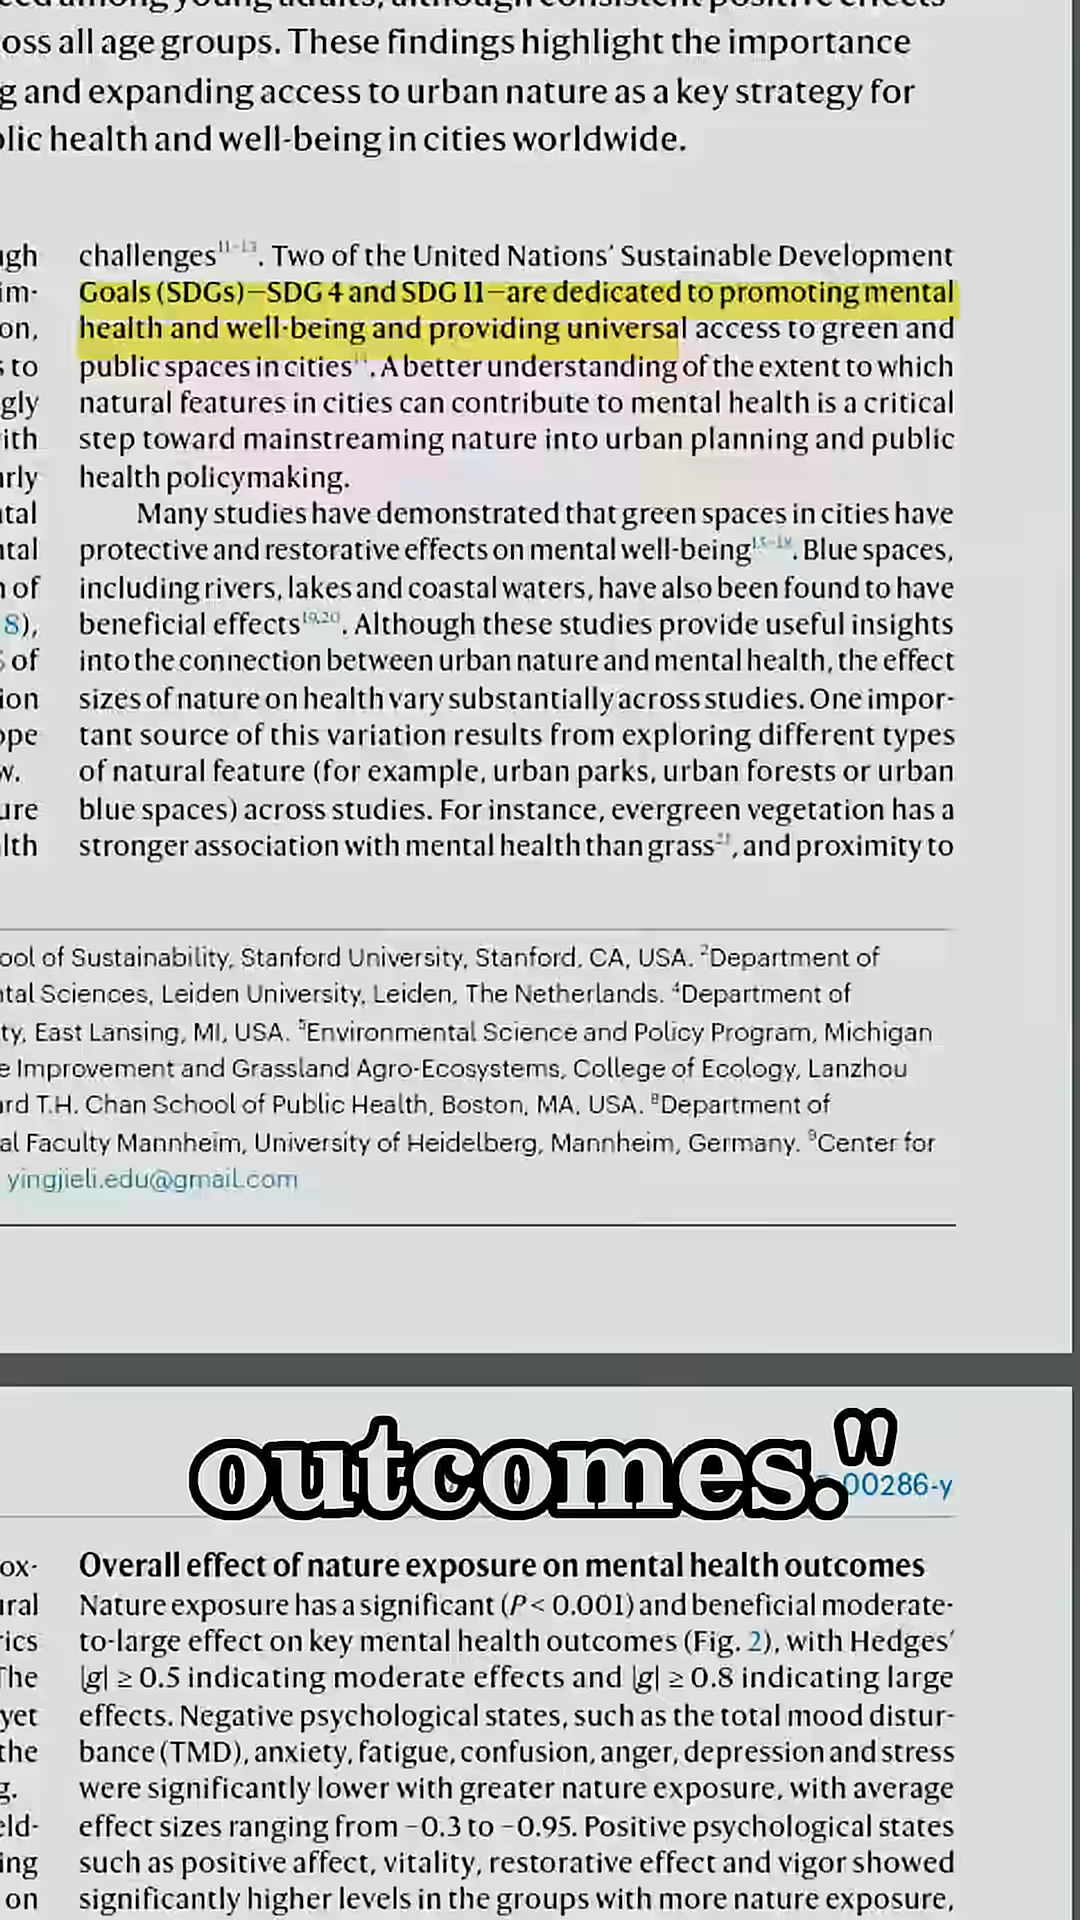 oss all age groups. These findings highlight the importance
g and expanding access to urban nature as a key strategy for
lic health and well-being in cities worldwide.
challenges11–13. Two of the United Nations’ Sustainable Development
Goals (SDGs)—SDG 4 and SDG 11—are dedicated to promoting mental
health and well-being and providing universal access to green and
public spaces in cities. A better understanding of the extent to which
natural features in cities can contribute to mental health is a critical
step toward mainstreaming nature into urban planning and public
health policymaking.
Many studies have demonstrated that green spaces in cities have
protective and restorative effects on mental well-being15–18. Blue spaces,
including rivers, lakes and coastal waters, have also been found to have
beneficial effects19,20. Although these studies provide useful insights
into the connection between urban nature and mental health, the effect
sizes of nature on health vary substantially across studies. One impor-
tant source of this variation results from exploring different types
of natural feature (for example, urban parks, urban forests or urban
blue spaces) across studies. For instance, evergreen vegetation has a
stronger association with mental health than grass21, and proximity to
ool of Sustainability, Stanford University, Stanford, CA, USA. 2Department of
ntal Sciences, Leiden University, Leiden, The Netherlands. 4Department of
ty, East Lansing, MI, USA. 5Environmental Science and Policy Program, Michigan
e Improvement and Grassland Agro-Ecosystems, College of Ecology, Lanzhou
ard T.H. Chan School of Public Health, Boston, MA, USA. 8Department of
al Faculty Mannheim, University of Heidelberg, Mannheim, Germany. 9Center for
yingjieli.edu@gmail.com
outcomes."
00286-y
Overall effect of nature exposure on mental health outcomes
Nature exposure has a significant (P < 0.001) and beneficial moderate-
to-large effect on key mental health outcomes (Fig. 2), with Hedges’
|g| ≥ 0.5 indicating moderate effects and |g| ≥ 0.8 indicating large
effects. Negative psychological states, such as the total mood distur-
bance (TMD), anxiety, fatigue, confusion, anger, depression and stress
were significantly lower with greater nature exposure, with average
effect sizes ranging from −0.3 to −0.95. Positive psychological states
such as positive affect, vitality, restorative effect and vigor showed
significantly higher levels in the groups with more nature exposure,